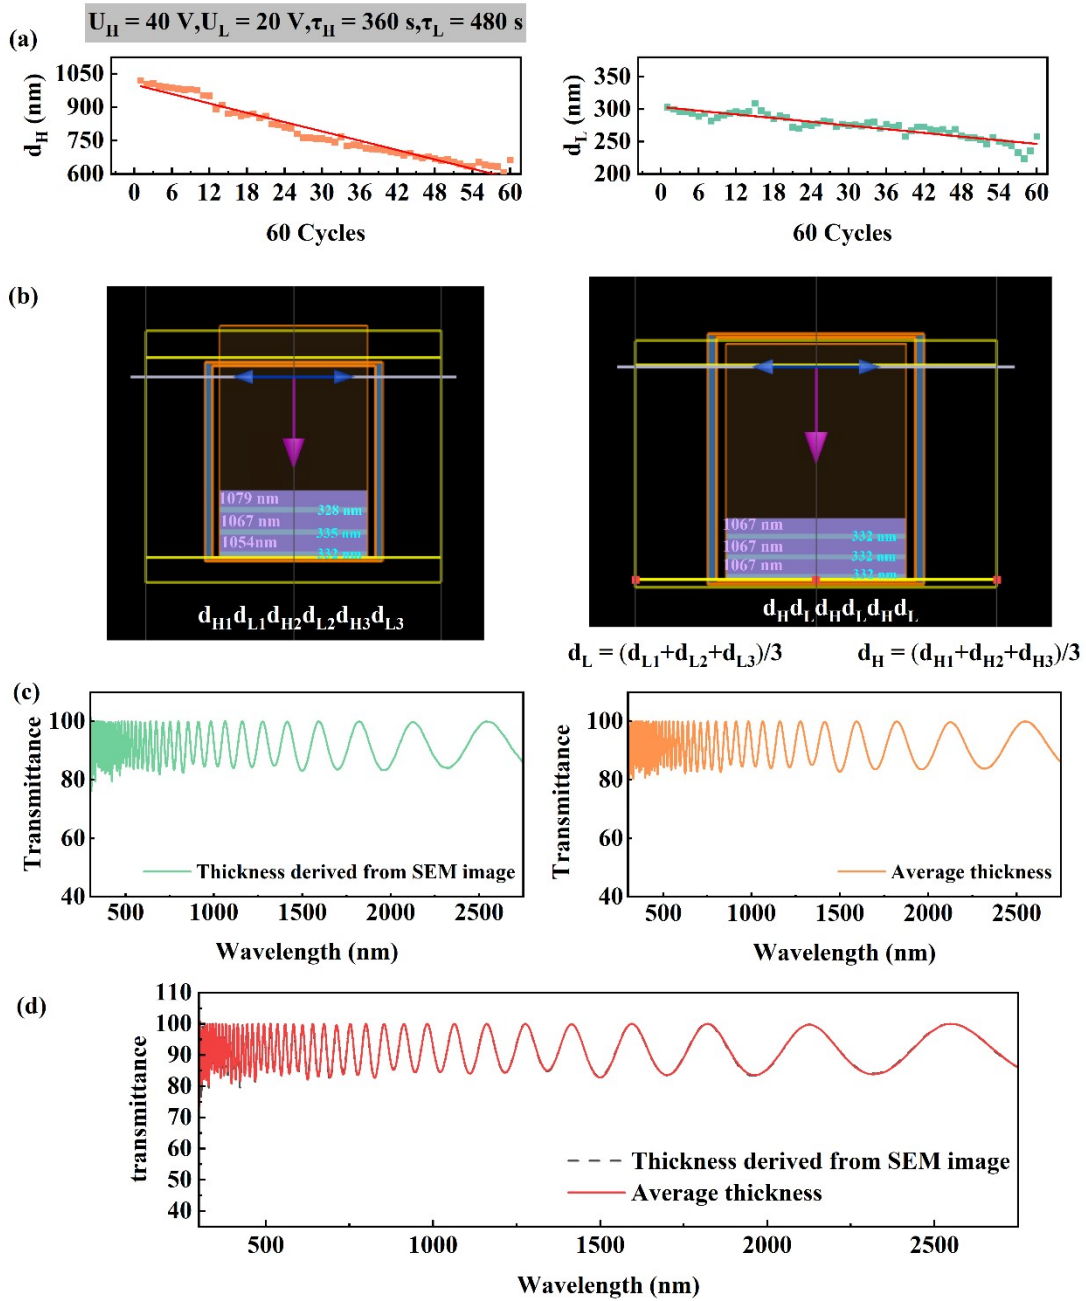 U_H = 40 V,U_L = 20 V,τ_H = 360 s,τ_L = 480 s
(a)
1050
900
750
600
d_H (nm)
0 6 12 18 24 30 36 42 48 54 60
60 Cycles
350
300
250
200
d_L (nm)
0 6 12 18 24 30 36 42 48 54 60
60 Cycles
(b)
1079 nm
328 nm
1067 nm
335 nm
1054nm
332 nm
d_H1d_L1d_H2d_L2d_H3d_L3
1067 nm
332 nm
1067 nm
332 nm
1067 nm
332 nm
d_Hd_Ld_Hd_Ld_Hd_L
d_L = (d_L1+d_L2+d_L3)/3
d_H = (d_H1+d_H2+d_H3)/3
(c)
100
80
60
40
Transmittance
Thickness derived from SEM image
500 1000 1500 2000 2500
Wavelength (nm)
100
80
60
40
Transmittance
Average thickness
500 1000 1500 2000 2500
Wavelength (nm)
(d)
110
100
90
80
70
60
50
40
transmittance
Thickness derived from SEM image
Average thickness
500 1000 1500 2000 2500
Wavelength (nm)